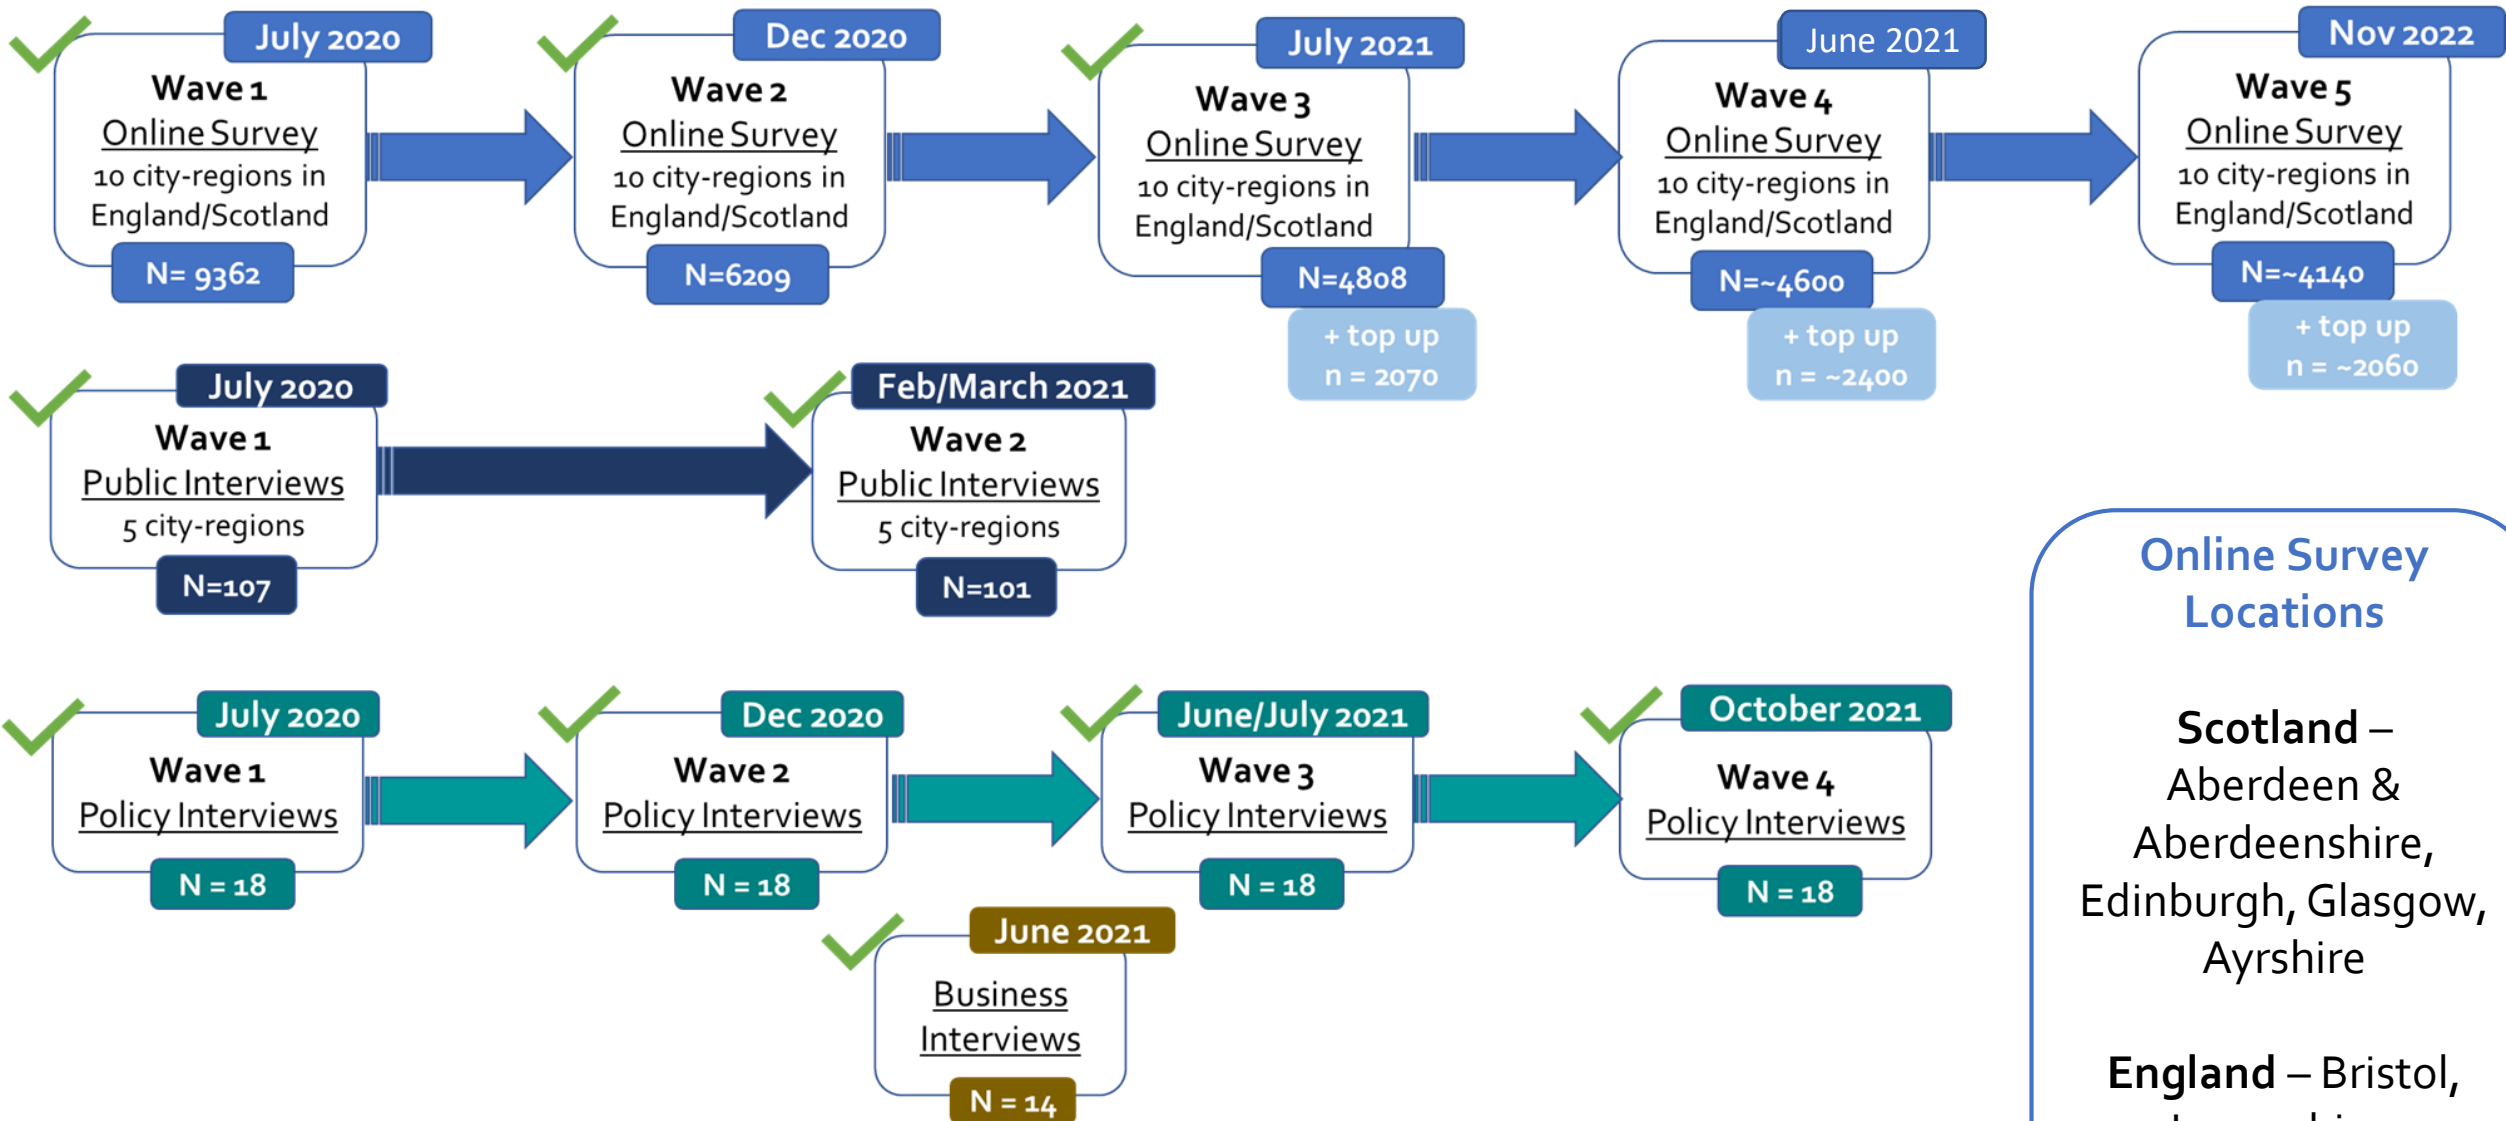 July 2020
Wave 1
Online Survey
10 city-regions in
England/Scotland
N= 9362
Dec 2020
Wave 2
Online Survey
10 city-regions in
England/Scotland
N=6209
July 2021
Wave 3
Online Survey
10 city-regions in
England/Scotland
N=4808
+ top up
n = 2070
June 2021
Wave 4
Online Survey
10 city-regions in
England/Scotland
N=~4600
+ top up
n = ~2400
Nov 2022
Wave 5
Online Survey
10 city-regions in
England/Scotland
N=~4140
+ top up
n = ~2060
July 2020
Wave 1
Public Interviews
5 city-regions
N=107
Feb/March 2021
Wave 2
Public Interviews
5 city-regions
N=101
July 2020
Wave 1
Policy Interviews
N = 18
Dec 2020
Wave 2
Policy Interviews
N = 18
June/July 2021
Wave 3
Policy Interviews
N = 18
October 2021
Wave 4
Policy Interviews
N = 18
June 2021
Business
Interviews
N = 14
Online Survey
Locations
Scotland –
Aberdeen &
Aberdeenshire,
Edinburgh, Glasgow,
Ayrshire
England – Bristol,